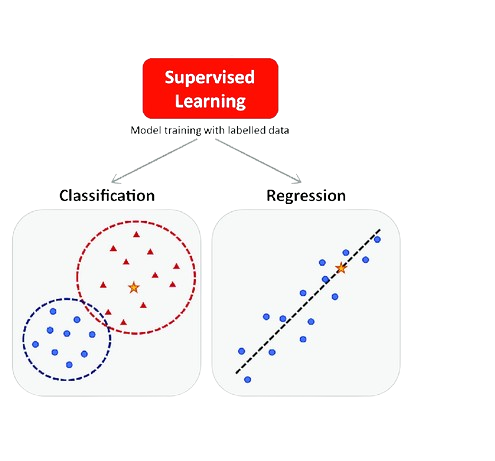 Supervised
Learning
Model training with labelled data
Classification
Regression